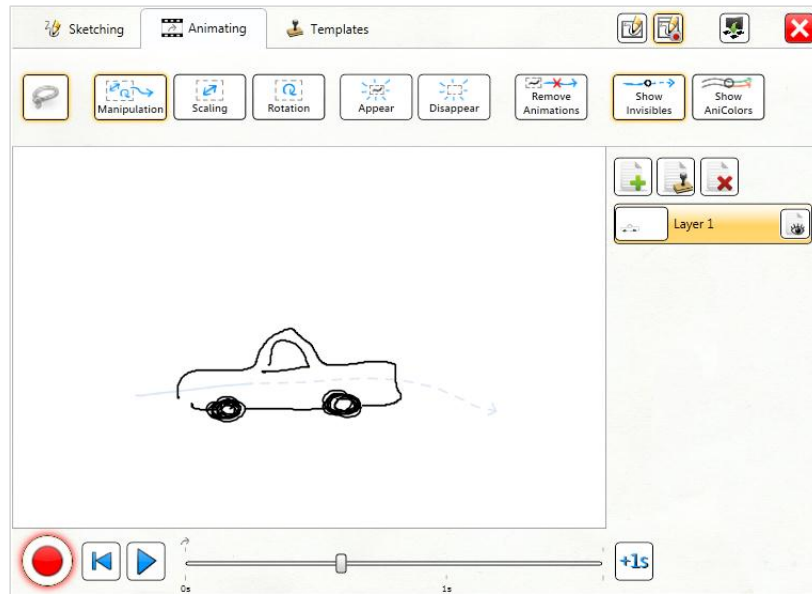 Sketching
Animating
Templates
Manipulation
Scaling
Rotation
Appear
Disappear
Remove
Animations
Show
Invisibles
Show
AniColors
Layer 1
+1s
0s
1s